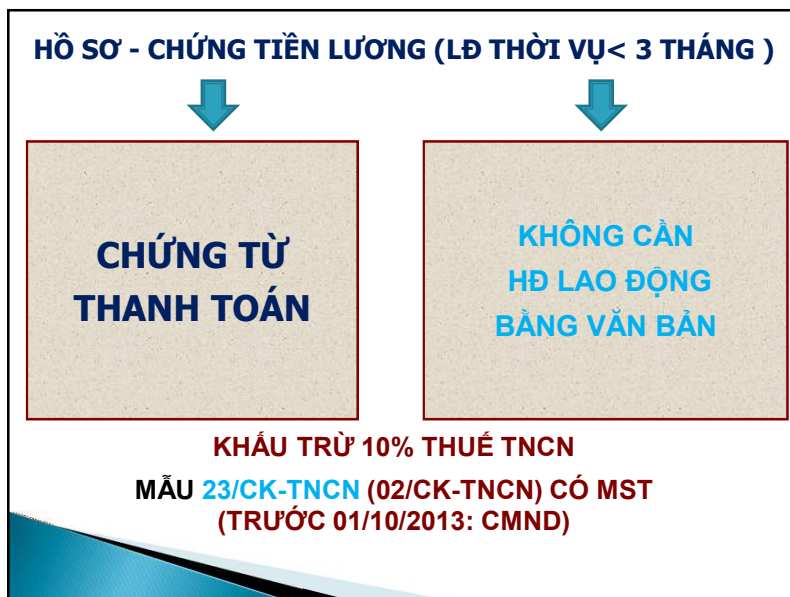 HỒ SƠ - CHỨNG TIỀN LƯƠNG (LĐ THỜI VỤ< 3 THÁNG )
CHỨNG TỪ
THANH TOÁN
KHÔNG CẦN
HĐ LAO ĐỘNG
BẰNG VĂN BẢN
KHẤU TRỪ 10% THUẾ TNCN
MẪU 23/CK-TNCN (02/CK-TNCN) CÓ MST
(TRƯỚC 01/10/2013: CMND)